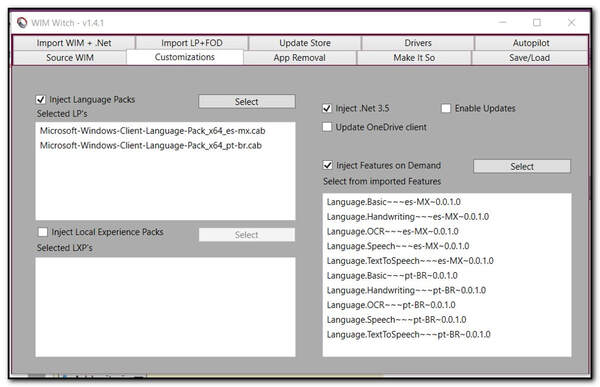 WIM Witch - v1.4.1
Import WIM + .Net
Import LP+FOD
Update Store
Drivers
Autopilot
Source WIM
Customizations
App Removal
Make It So
Save/Load
Inject Language Packs
Select
Selected LP's
Microsoft-Windows-Client-Language-Pack_x64_es-mx.cab
Microsoft-Windows-Client-Language-Pack_x64_pt-br.cab
Inject Local Experience Packs
Select
Selected LXP's
Inject .Net 3.5
Enable Updates
Update OneDrive client
Inject Features on Demand
Select
Select from imported Features
Language.Basic~~~es-MX~0.0.1.0
Language.Handwriting~~~es-MX~0.0.1.0
Language.OCR~~~es-MX~0.0.1.0
Language.Speech~~~es-MX~0.0.1.0
Language.TextToSpeech~~~es-MX~0.0.1.0
Language.Basic~~~pt-BR~0.0.1.0
Language.Handwriting~~~pt-BR~0.0.1.0
Language.OCR~~~pt-BR~0.0.1.0
Language.Speech~~~pt-BR~0.0.1.0
Language.TextToSpeech~~~pt-BR~0.0.1.0